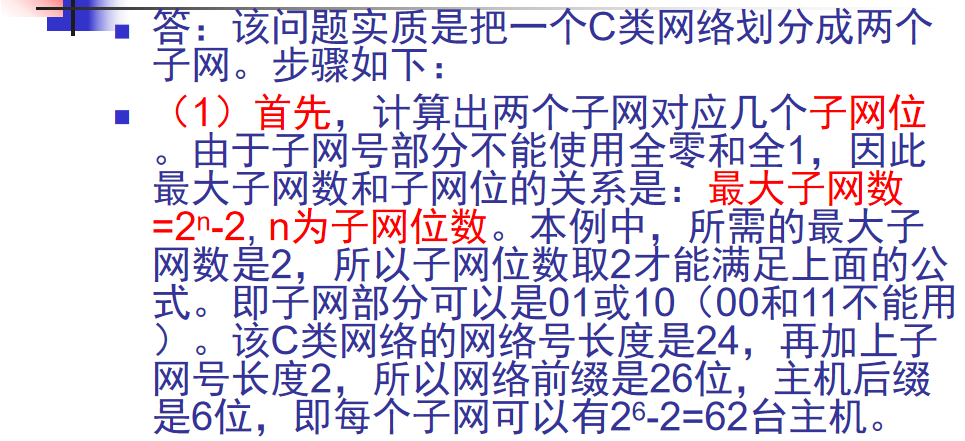 答：该问题实质是把一个C类网络划分成两个
子网。步骤如下：
（1）首先，计算出两个子网对应几个子网位
。由于子网号部分不能使用全零和全1，因此
最大子网数和子网位的关系是：最大子网数
=2ⁿ-2, n为子网位数。本例中，所需的最大子
网数是2，所以子网位数取2才能满足上面的公
式。即子网部分可以是01或10（00和11不能用
）。该C类网络的网络号长度是24，再加上子
网号长度2，所以网络前缀是26位，主机后缀
是6位，即每个子网可以有2⁶-2=62台主机。